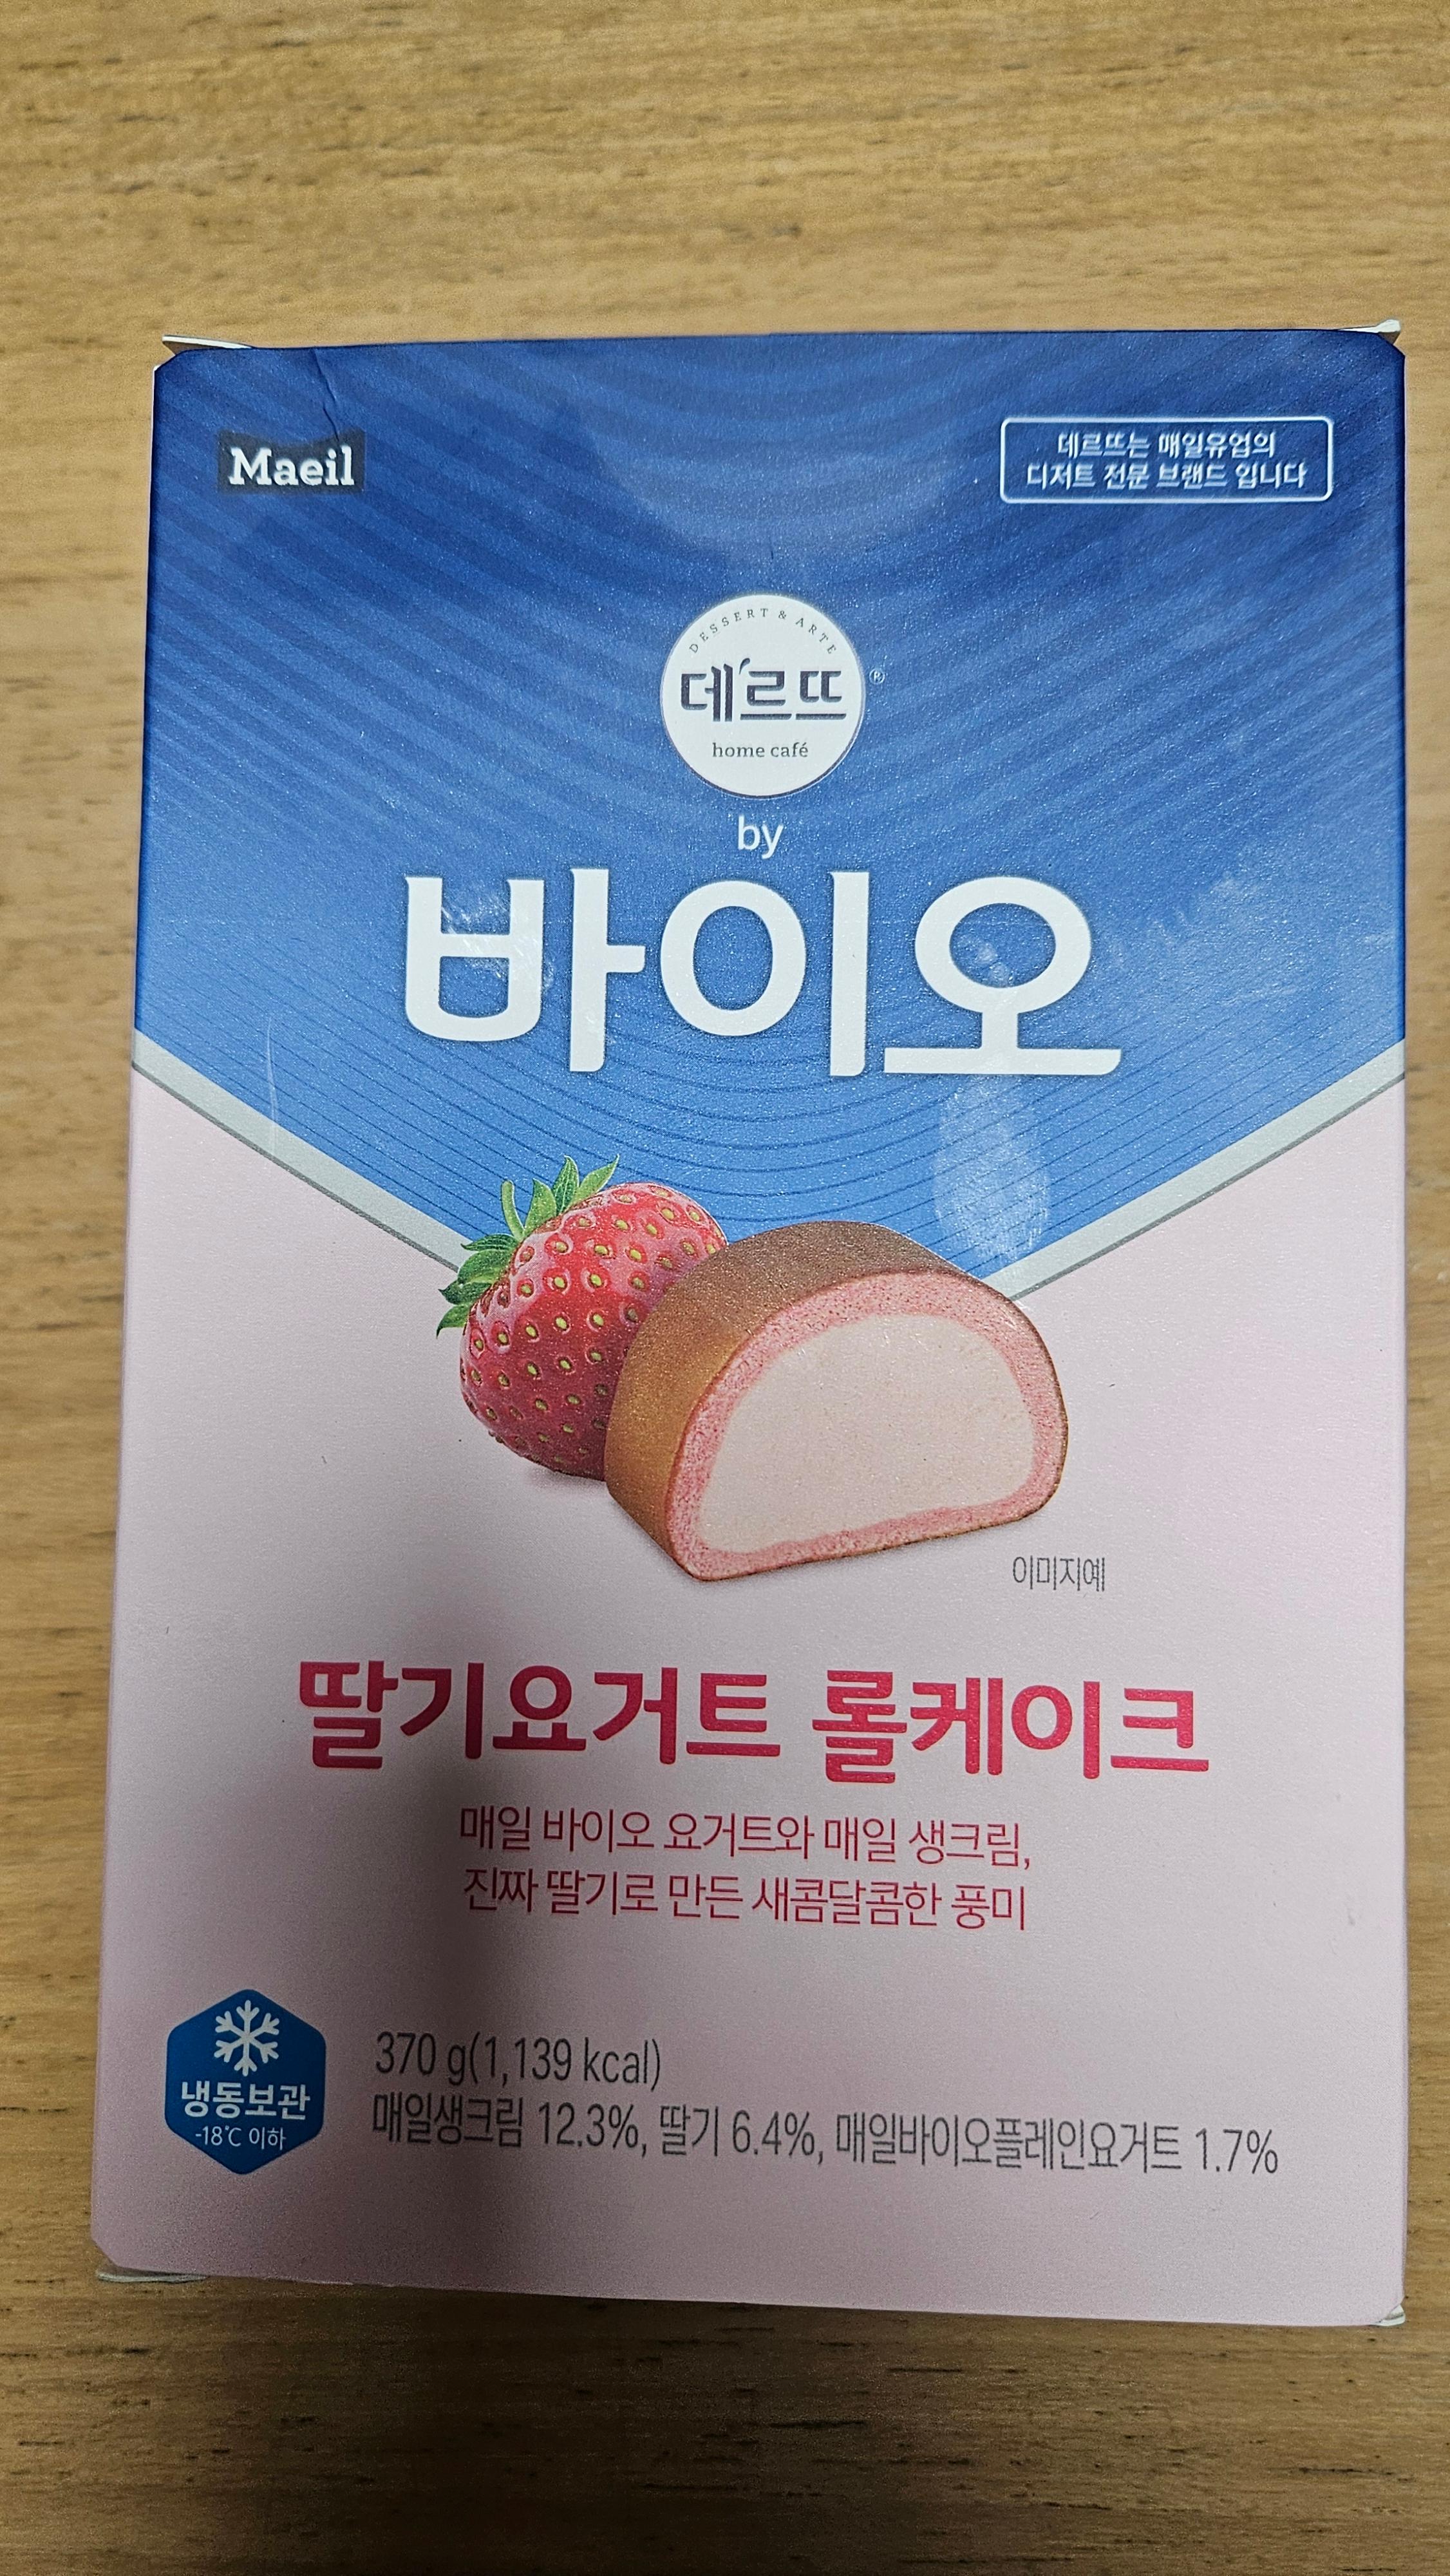 Maeil
데르뜨는 매일유업의
디저트 전문 브랜드 입니다
DESSERT & ARTE
데르뜨®
home café
by
바이오
이미지예
딸기요거트 롤케이크
매일 바이오 요거트와 매일 생크림,
진짜 딸기로 만든 새콤달콤한 풍미
냉동보관
-18℃ 이하
370 g(1,139 kcal)
매일생크림 12.3%, 딸기 6.4%, 매일바이오플레인요거트 1.7%